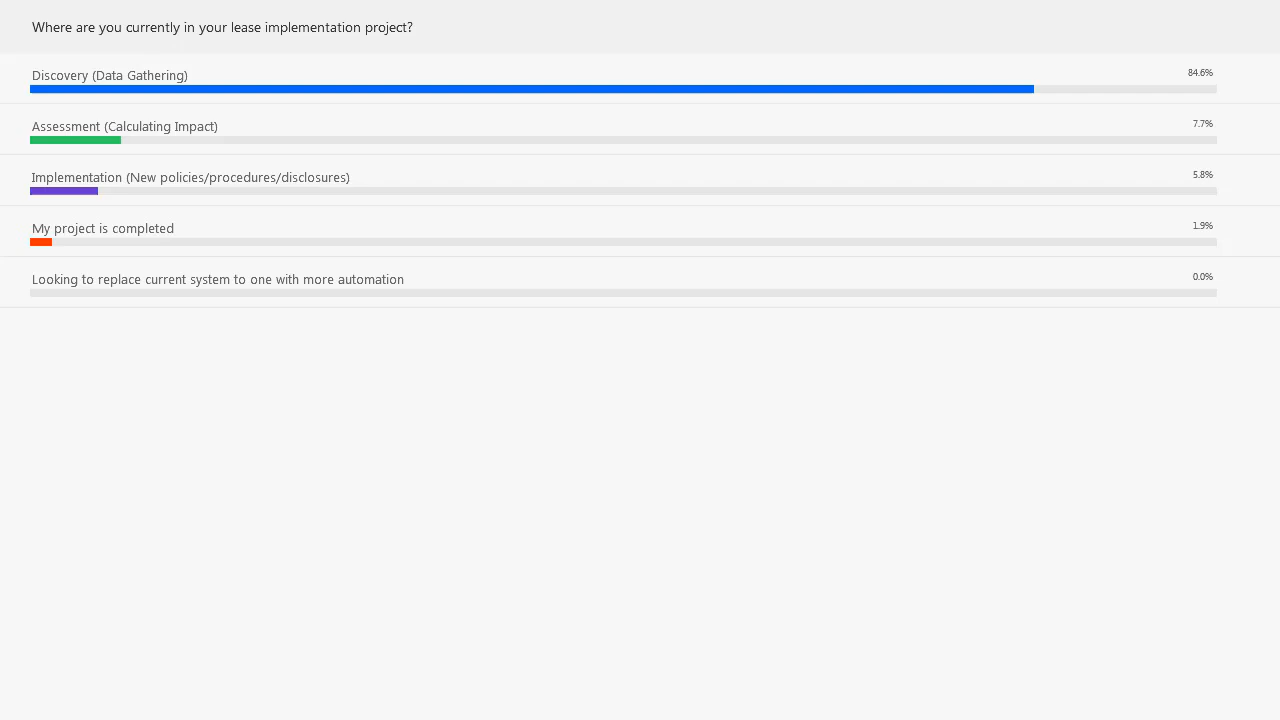 Where are you currently in your lease implementation project?
Discovery (Data Gathering)
84.6%
Assessment (Calculating Impact)
7.7%
Implementation (New policies/procedures/disclosures)
5.8%
My project is completed
1.9%
Looking to replace current system to one with more automation
0.0%